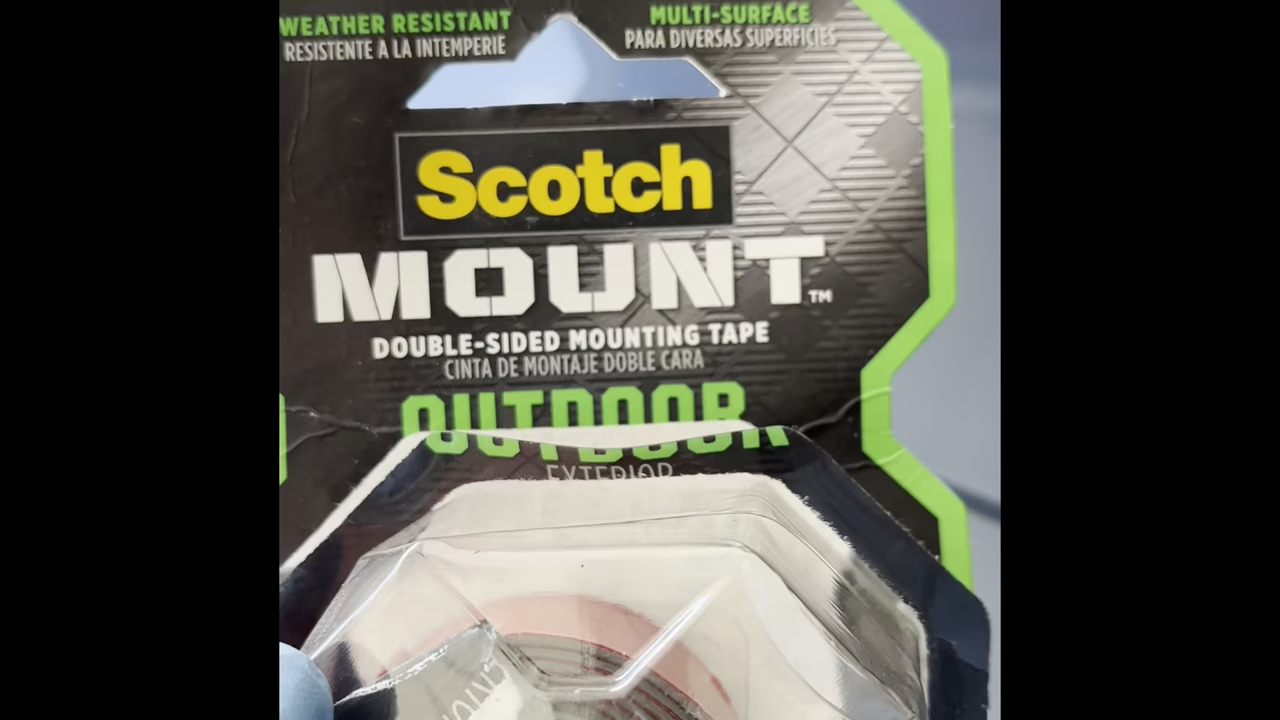 WEATHER RESISTANT
RESISTENTE A LA INTEMPERIE
MULTI-SURFACE
PARA DIVERSAS SUPERFICIES
Scotch
MOUNT™
DOUBLE-SIDED MOUNTING TAPE
CINTA DE MONTAJE DOBLE CARA
OUTDOOR
EXTERIOR